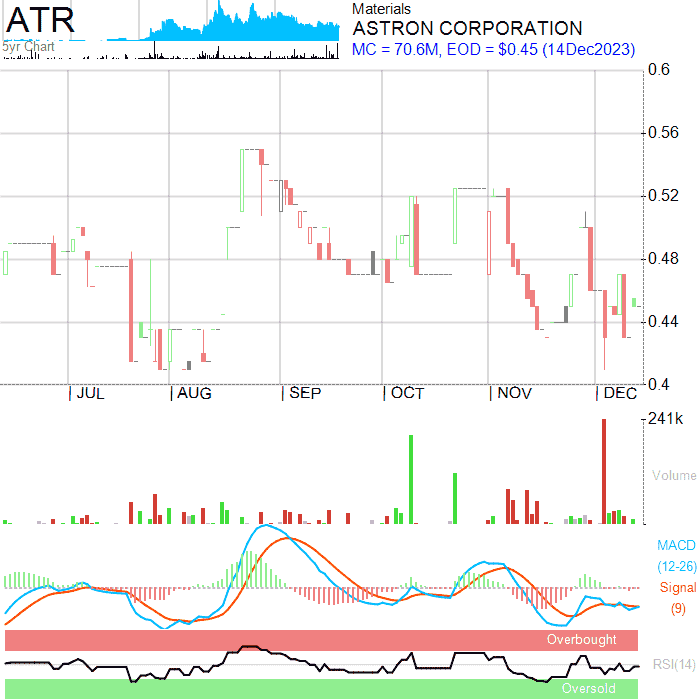 ATR
5yr Chart
Materials
ASTRON CORPORATION
MC = 70.6M, EOD = $0.45 (14Dec2023)
0.6
0.56
0.52
0.48
0.44
0.4
JUL AUG SEP OCT NOV DEC
241k
Volume
MACD
(12-26)
Signal
(9)
Overbought
RSI(14)
Oversold